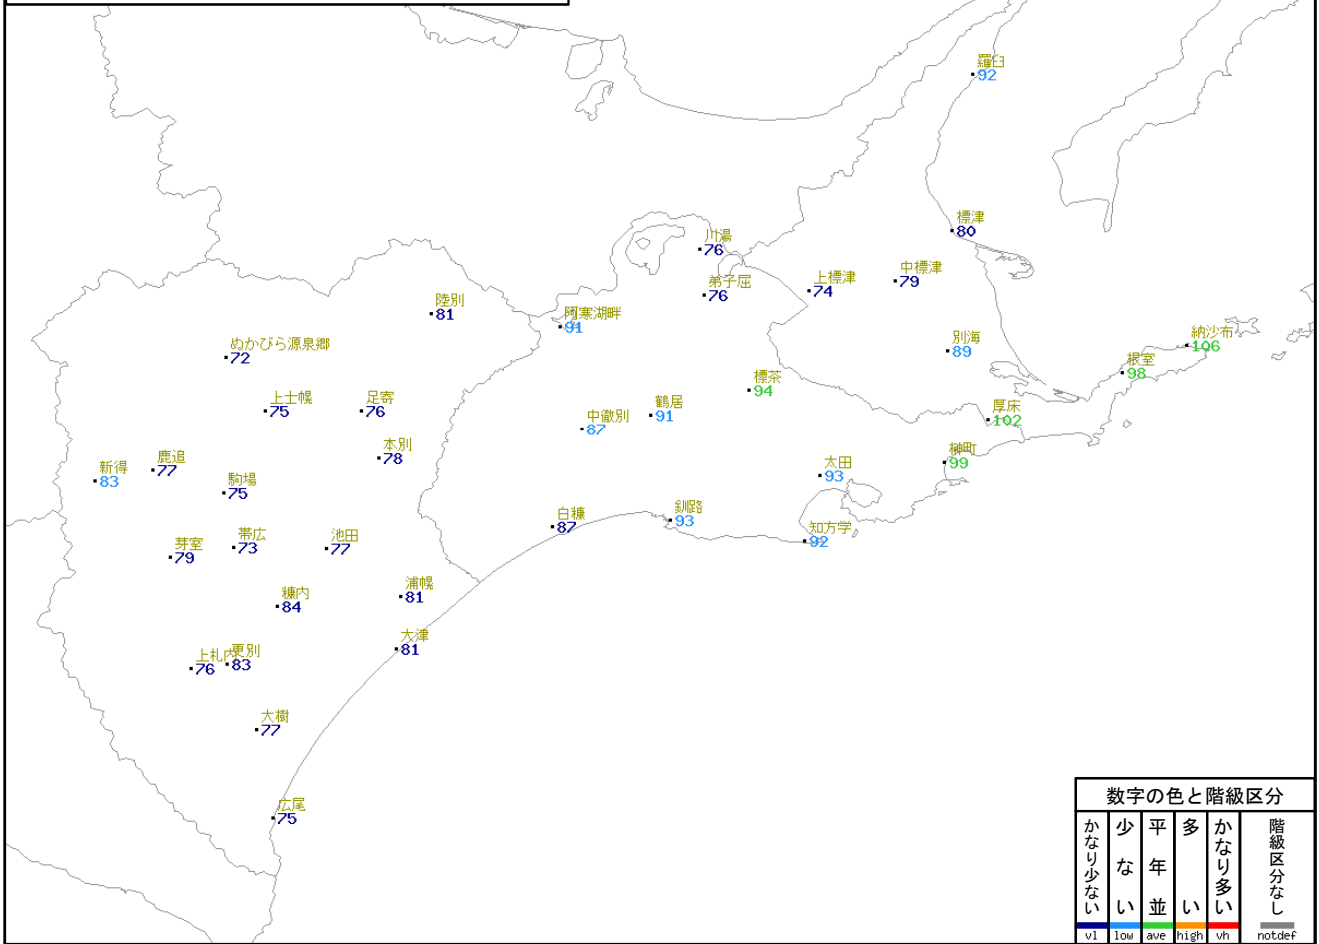 羅臼
92
標津
80
川湯
76
中標津
79
弟子屈
76
上標津
74
陸別
81
阿寒湖畔
91
納沙布
106
ぬかびら源泉郷
72
別海
89
根室
98
標茶
94
上士幌
75
足寄
76
鶴居
91
厚床
102
中徹別
87
本別
78
榊町
99
鹿追
77
新得
83
太田
93
駒場
75
釧路
93
白糠
87
知方学
92
帯広
73
池田
77
芽室
79
浦幌
81
糠内
84
大津
81
更別
83
上札内
76
大樹
77
広尾
75
数字の色と階級区分
かなり少ない
少ない
平年並
多い
かなり多い
階級区分なし
vl low ave high vh notdef